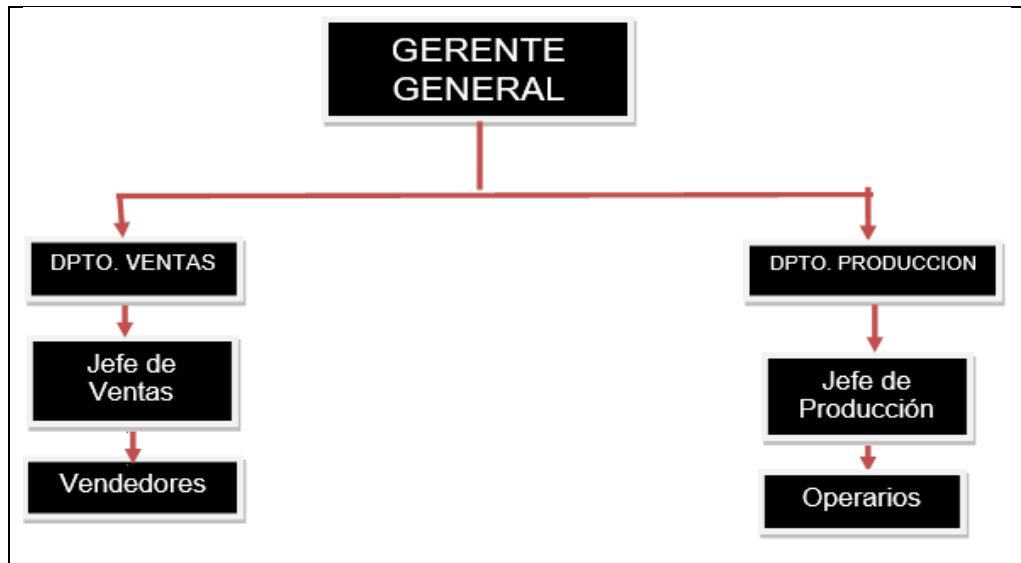 GERENTE
GENERAL
DPTO. VENTAS
DPTO. PRODUCCION
Jefe de
Ventas
Jefe de
Producción
Vendedores
Operarios